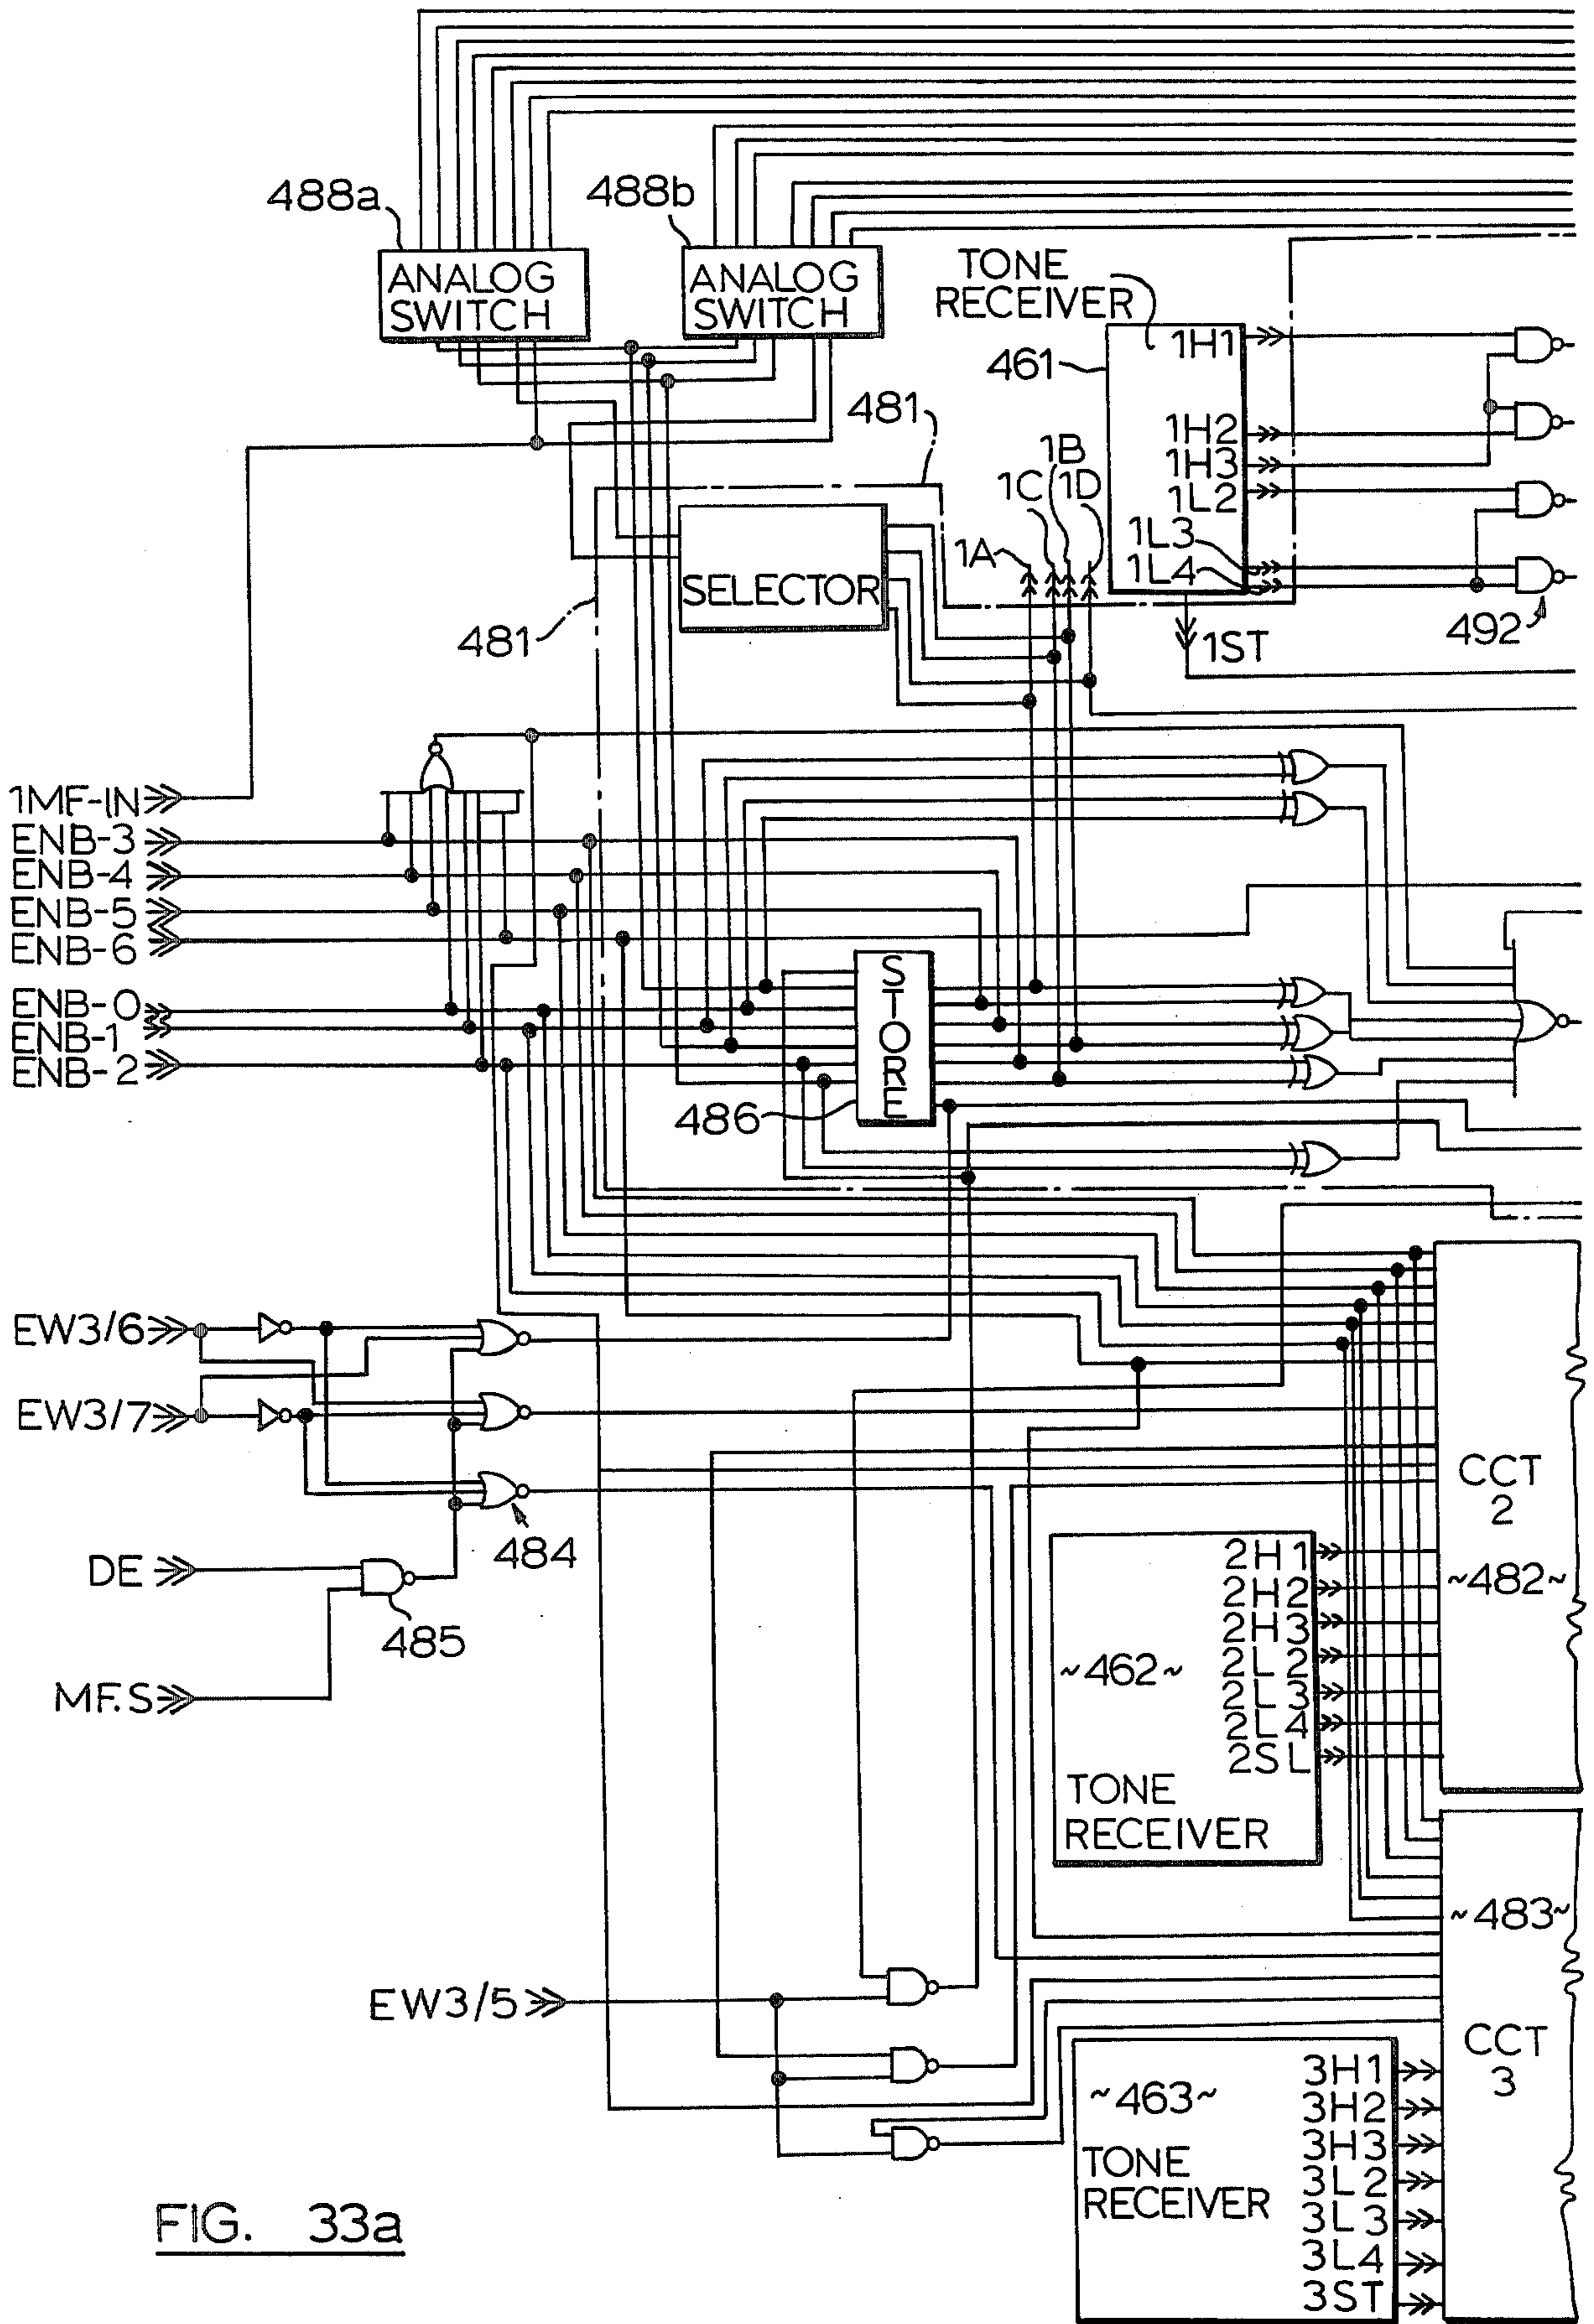 488a
488b
ANALOG
SWITCH
ANALOG
SWITCH
TONE
RECEIVER
461
1H1
1H2
1H3
1L2
1L3
1L4
481
1B
1C
1D
1A
SELECTOR
481
1ST
492
1MF-IN
ENB-3
ENB-4
ENB-5
ENB-6
ENB-0
ENB-1
ENB-2
STORE
486
EW3/6
EW3/7
484
DE
485
MF.S
CCT
2
~482~
2H1
2H2
2H3
2L2
2L3
2L4
2SL
~462~
TONE
RECEIVER
~483~
EW3/5
CCT
3
~463~
TONE
RECEIVER
3H1
3H2
3H3
3L2
3L3
3L4
3ST
FIG. 33a